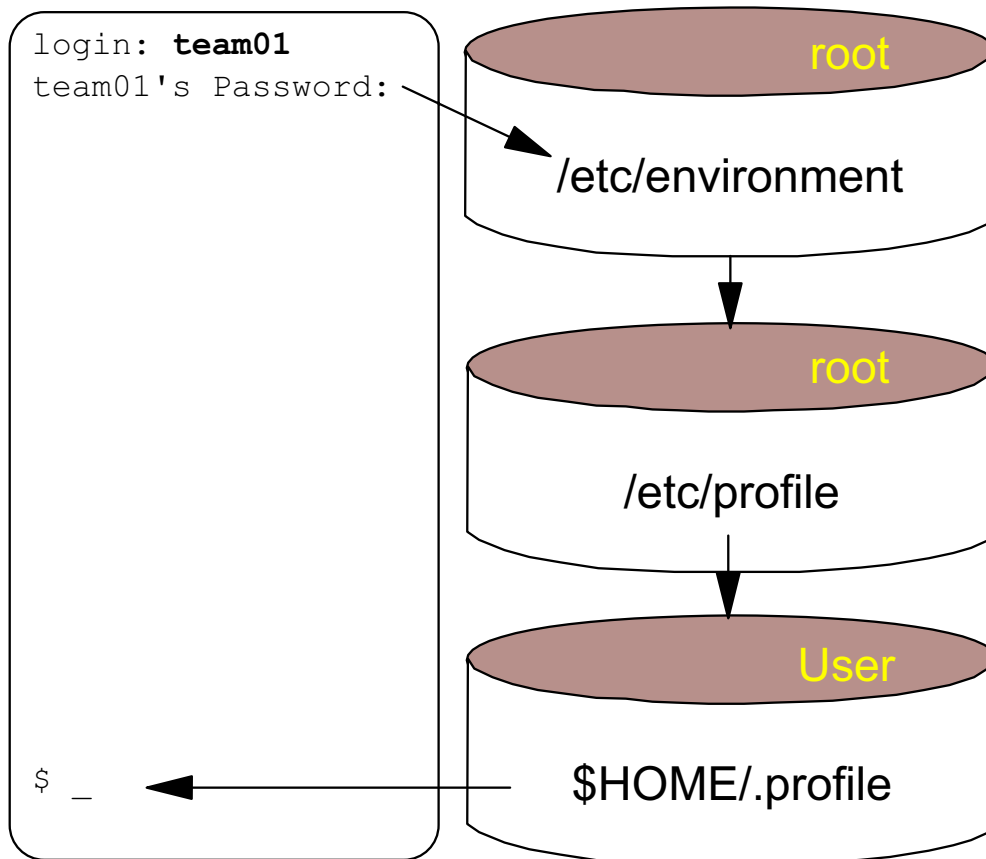 login: team01
team01's Password:
root
/etc/environment
root
/etc/profile
User
$HOME/.profile
$ _